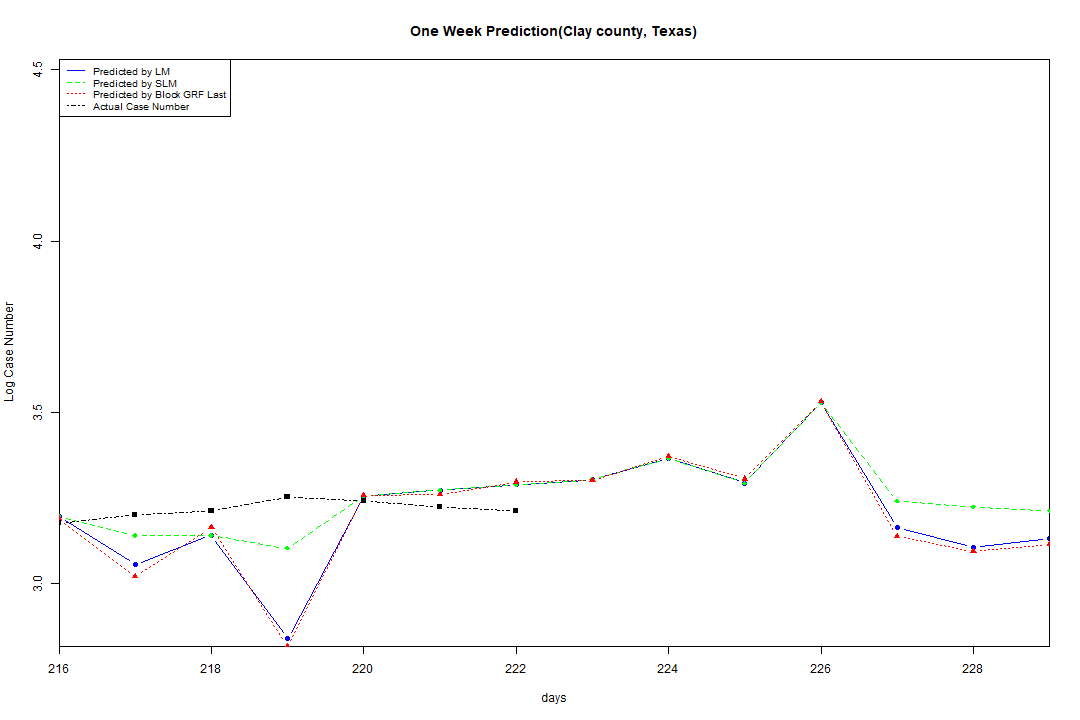 One Week Prediction(Clay county, Texas)
Predicted by LM
Predicted by SLM
Predicted by Block GRF Last
Actual Case Number
4.5
4.0
3.5
3.0
Log Case Number
216 218 220 222 224 226 228
days